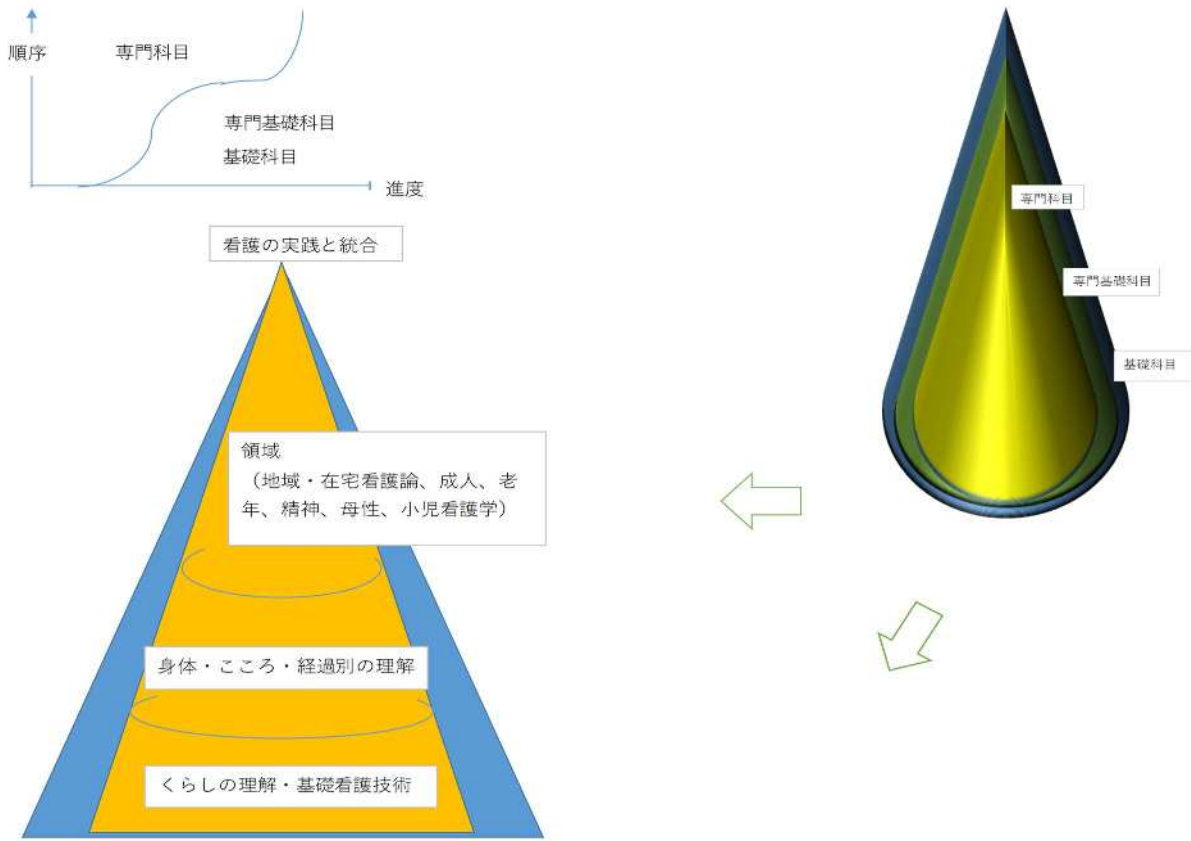 順序
専門科目
専門基礎科目
基礎科目
進度
看護の実践と統合
領域
（地域・在宅看護論、成人、老
年、精神、母性、小児看護学）
身体・こころ・経過別の理解
くらしの理解・基礎看護技術
専門科目
専門基礎科目
基礎科目